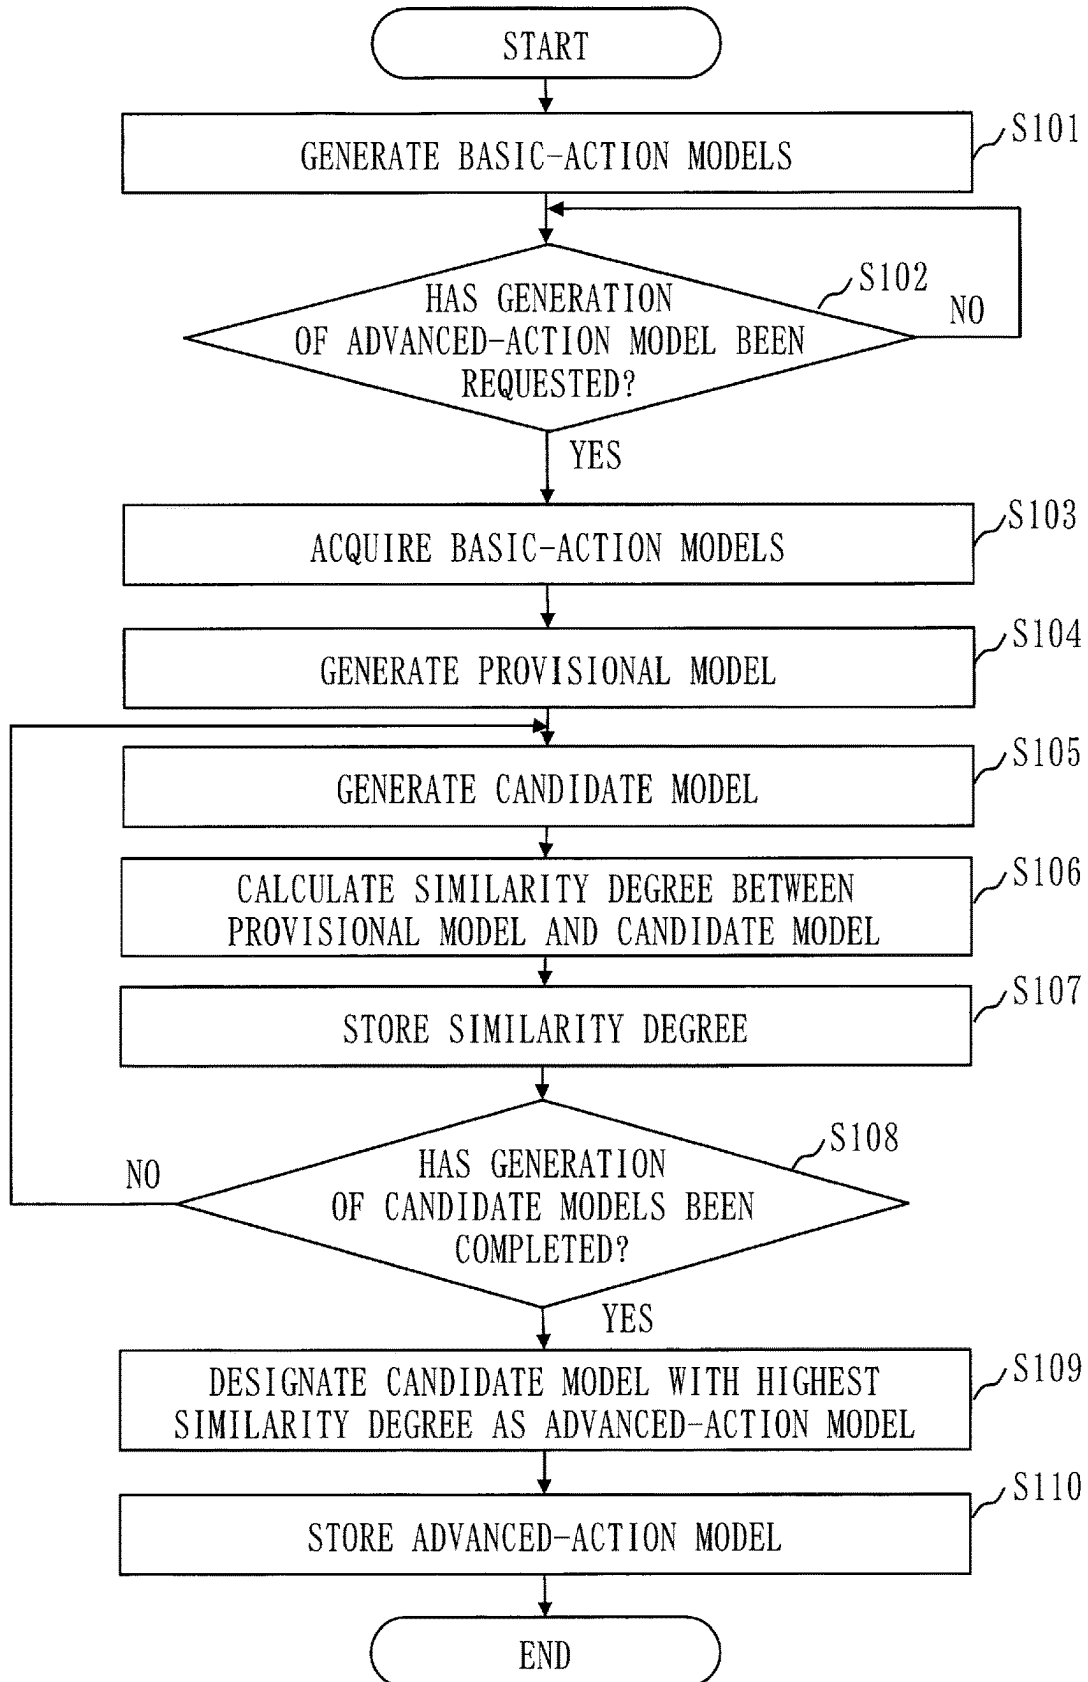 START
S101
GENERATE BASIC-ACTION MODELS
S102
HAS GENERATION
OF ADVANCED-ACTION MODEL BEEN
REQUESTED?
NO
YES
S103
ACQUIRE BASIC-ACTION MODELS
S104
GENERATE PROVISIONAL MODEL
S105
GENERATE CANDIDATE MODEL
S106
CALCULATE SIMILARITY DEGREE BETWEEN
PROVISIONAL MODEL AND CANDIDATE MODEL
S107
STORE SIMILARITY DEGREE
S108
NO
HAS GENERATION
OF CANDIDATE MODELS BEEN
COMPLETED?
YES
S109
DESIGNATE CANDIDATE MODEL WITH HIGHEST
SIMILARITY DEGREE AS ADVANCED-ACTION MODEL
S110
STORE ADVANCED-ACTION MODEL
END